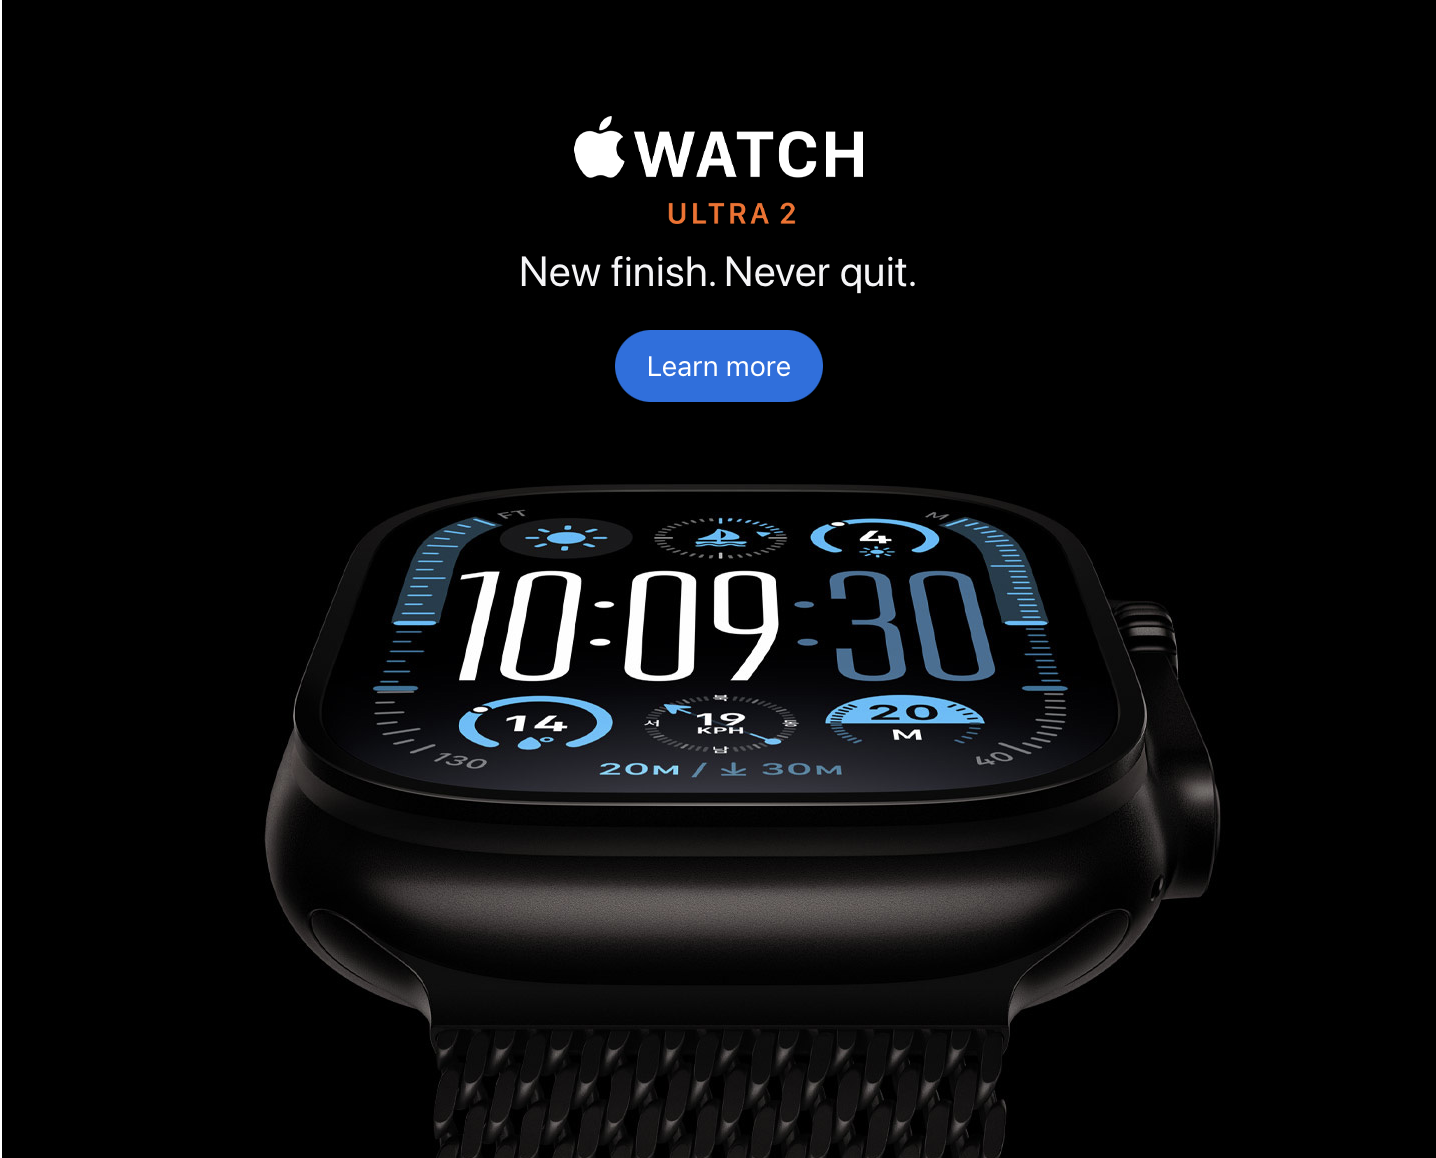 WATCH
ULTRA 2
New finish. Never quit.
Learn more
FT
M
4
10:09:30
14
북
서
19
KPH
남
20
M
130
40
20M / 30M